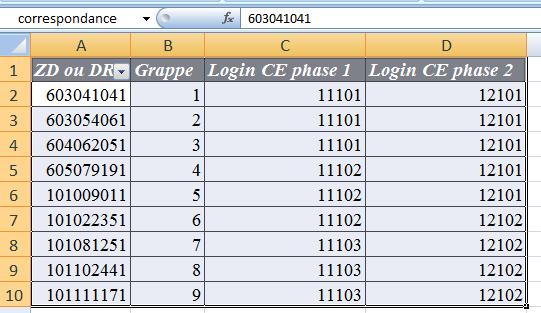 correspondance fx 603041041
A B C D
1 ZD ou DR Grappe Login CE phase 1 Login CE phase 2
2 603041041 1 11101 12101
3 603054061 2 11101 12101
4 604062051 3 11101 12101
5 605079191 4 11102 12101
6 101009011 5 11102 12101
7 101022351 6 11102 12102
8 101081251 7 11103 12102
9 101102441 8 11103 12102
10 101111171 9 11103 12102